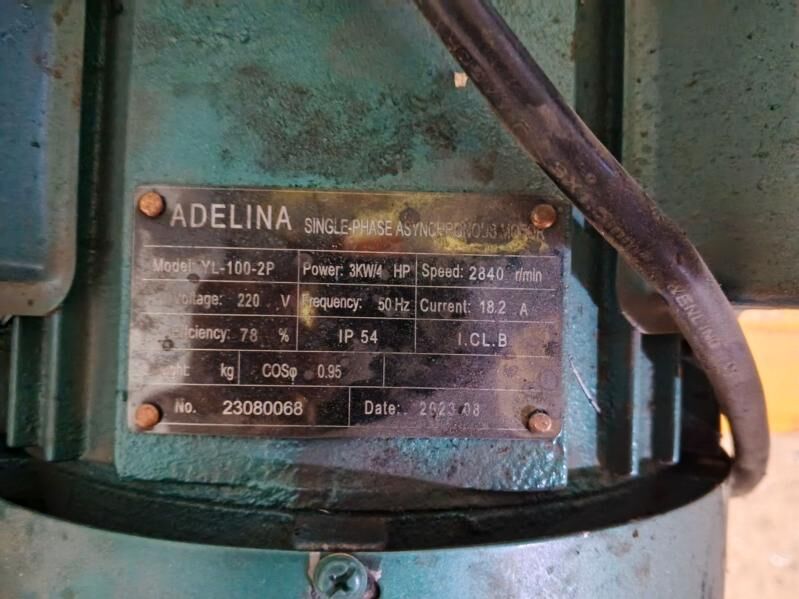 ADELINA SINGLE-PHASE ASYNCHRONOUS MOTOR
Model: YL-100-2P Power: 3KW/4 HP Speed: 2840 r/min
Voltage: 220 V Frequency: 50 Hz Current: 18.2 A
Efficiency: 78 % IP 54 I.CL.B
kg COSφ 0.95
No. 23080068 Date: 2023.08